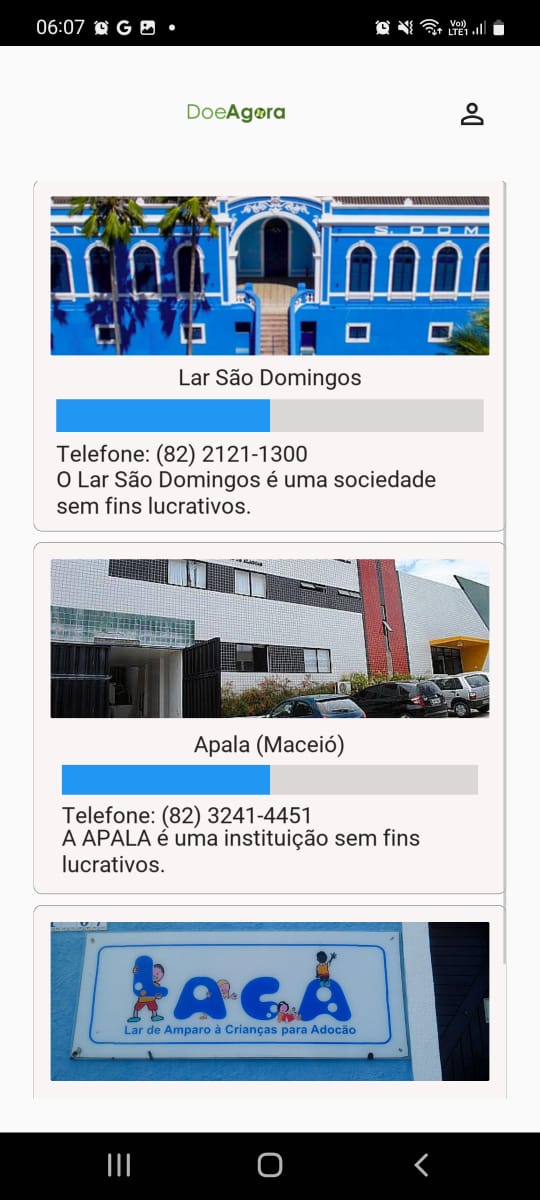 06:07
Vo))
LTE1
DoeAgora
S. DOM
Lar São Domingos
Telefone: (82) 2121-1300
O Lar São Domingos é uma sociedade
sem fins lucrativos.
Apala (Maceió)
Telefone: (82) 3241-4451
A APALA é uma instituição sem fins
lucrativos.
LACA
Lar de Amparo à Crianças para Adocão